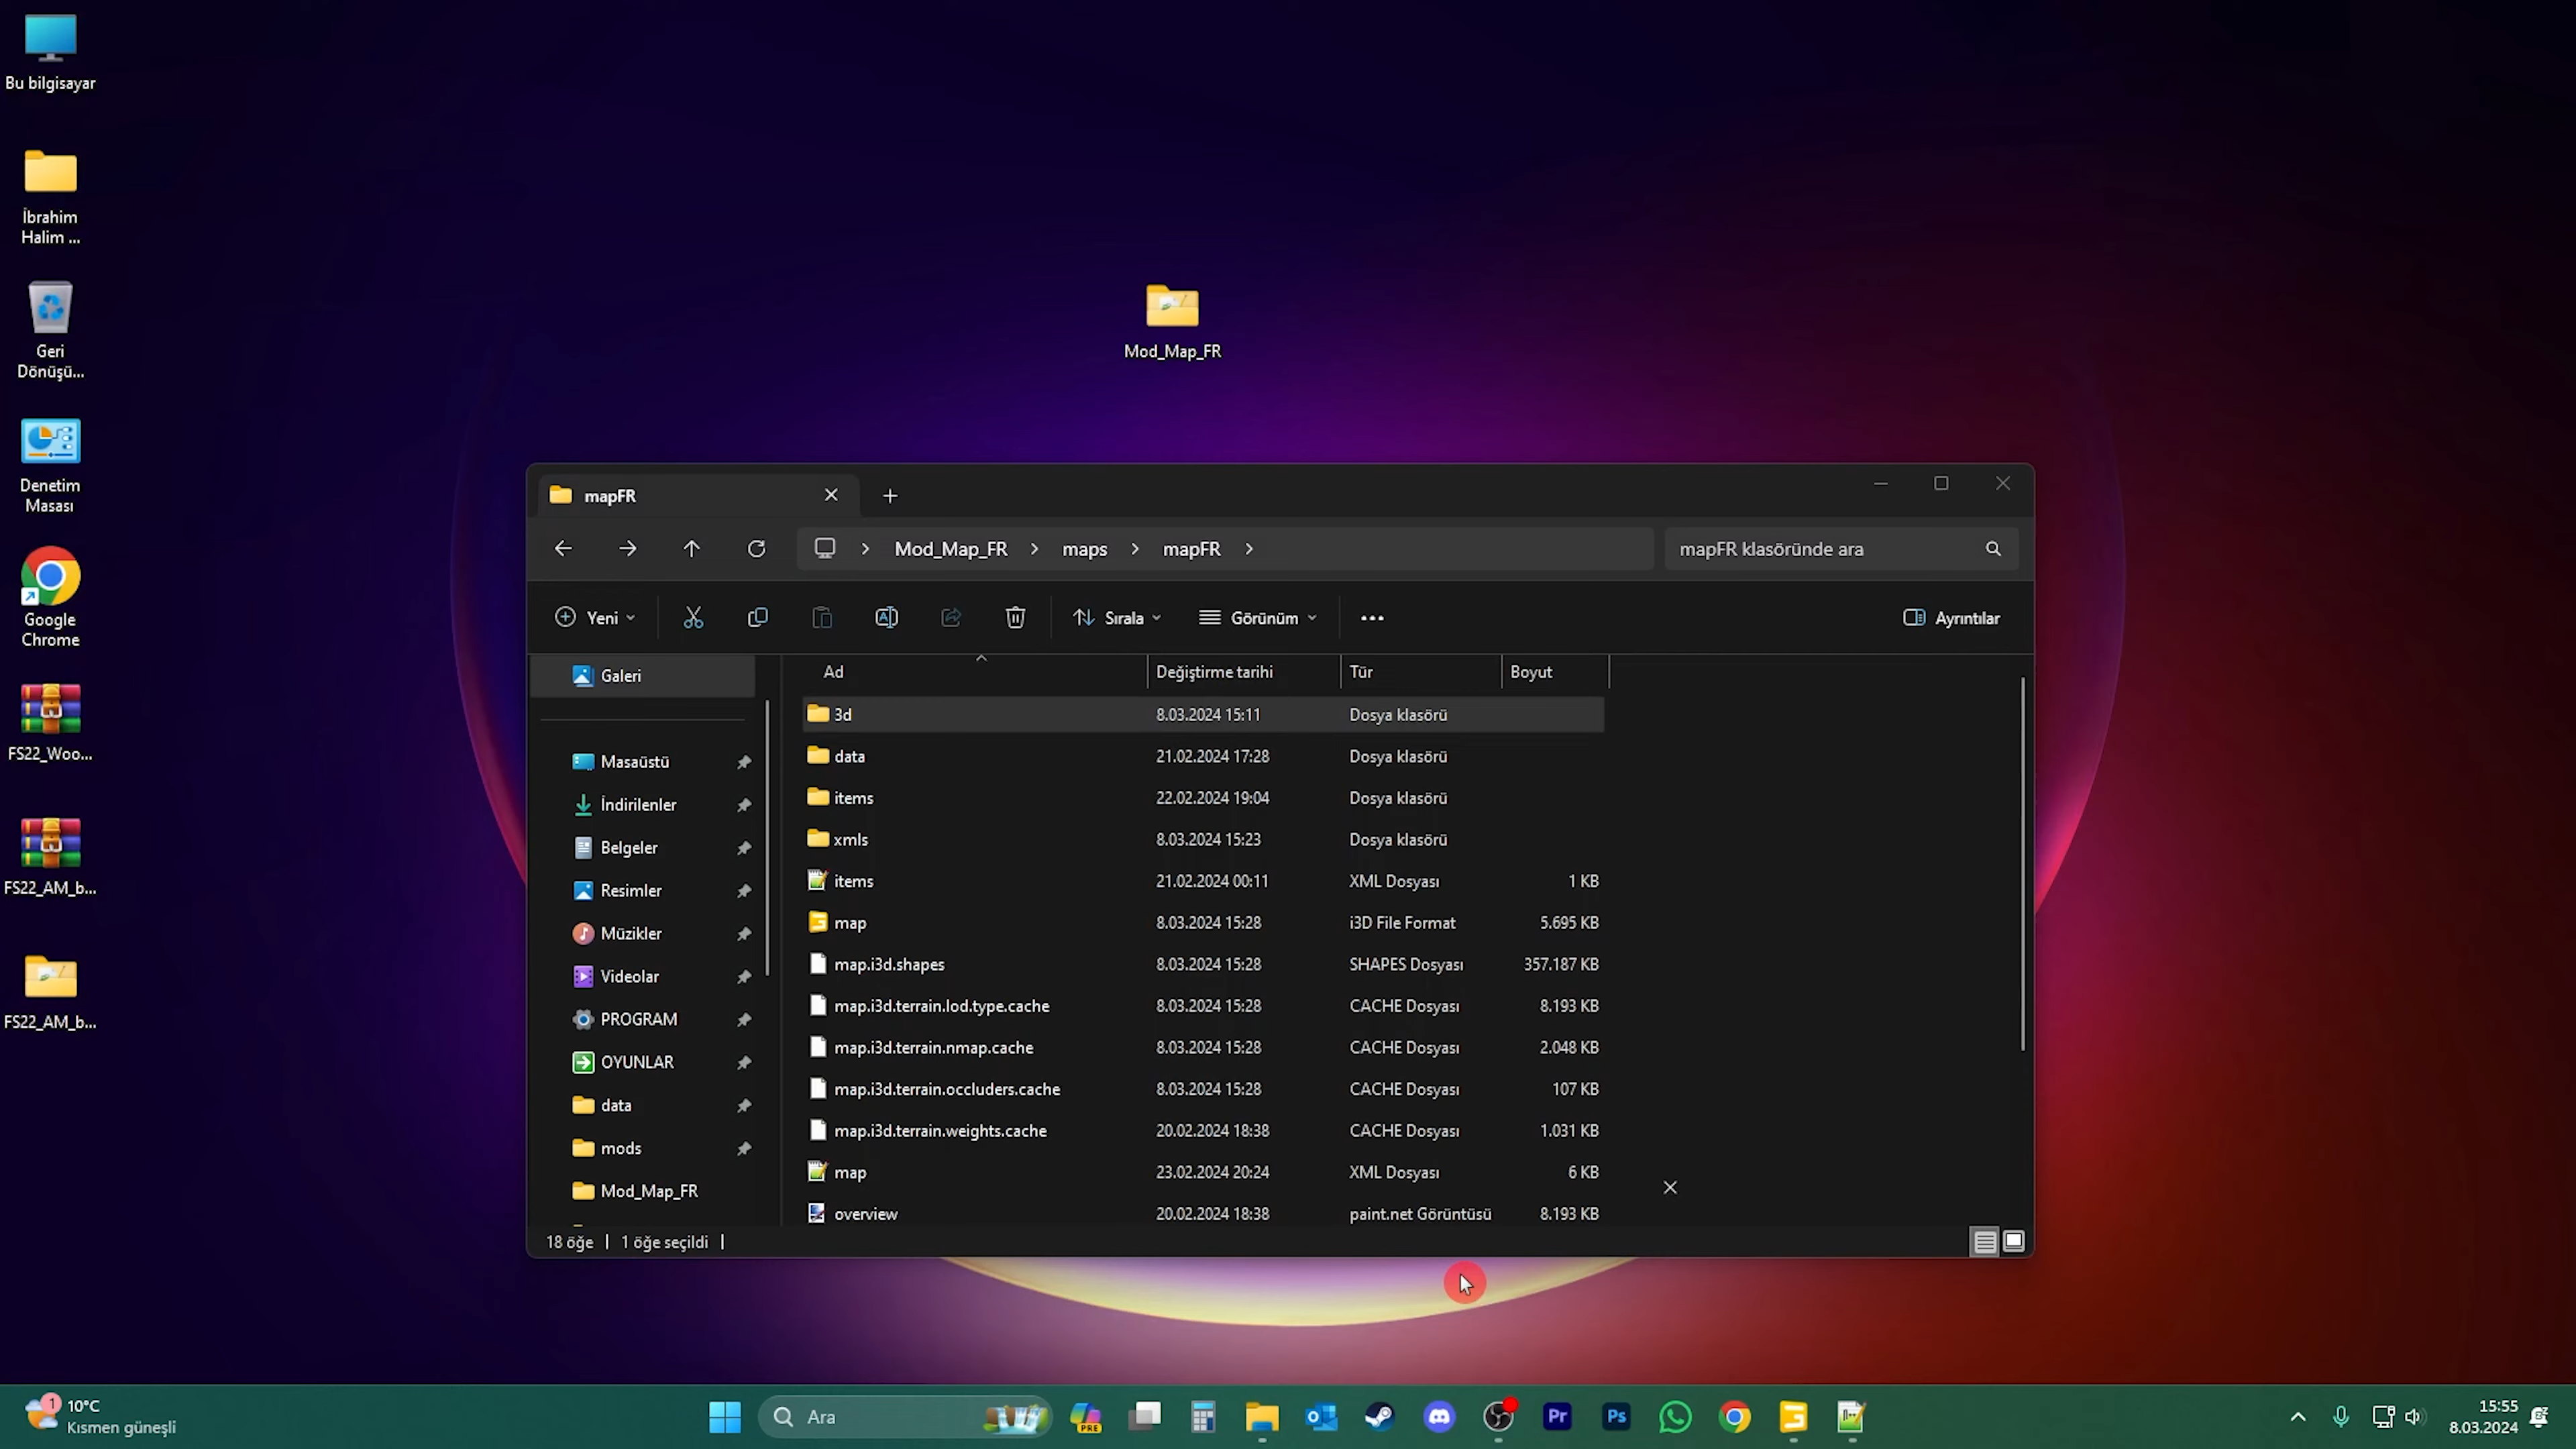 Bu bilgisayar
İbrahim
Halim ...
Geri
Dönüşü...
Denetim
Masası
Google
Chrome
FS22_Woo...
FS22_AM_b...
FS22_AM_b...
Mod_Map_FR
mapFR
Mod_Map_FR
maps
mapFR
mapFR klasöründe ara
Yeni
Sırala
Görünüm
Ayrıntılar
Galeri
Masaüstü
İndirilenler
Belgeler
Resimler
Müzikler
Videolar
PROGRAM
OYUNLAR
data
mods
Mod_Map_FR
Ad Değiştirme tarihi Tür Boyut
3d 8.03.2024 15:11 Dosya klasörü
data 21.02.2024 17:28 Dosya klasörü
items 22.02.2024 19:04 Dosya klasörü
xmls 8.03.2024 15:23 Dosya klasörü
items 21.02.2024 00:11 XML Dosyası 1 KB
map 8.03.2024 15:28 i3D File Format 5.695 KB
map.i3d.shapes 8.03.2024 15:28 SHAPES Dosyası 357.187 KB
map.i3d.terrain.lod.type.cache 8.03.2024 15:28 CACHE Dosyası 8.193 KB
map.i3d.terrain.nmap.cache 8.03.2024 15:28 CACHE Dosyası 2.048 KB
map.i3d.terrain.occluders.cache 8.03.2024 15:28 CACHE Dosyası 107 KB
map.i3d.terrain.weights.cache 20.02.2024 18:38 CACHE Dosyası 1.031 KB
map 23.02.2024 20:24 XML Dosyası 6 KB
overview 20.02.2024 18:38 paint.net Görüntüsü 8.193 KB
18 öğe | 1 öğe seçildi |
1
10°C
Kısmen güneşli
Ara
PRE
Pr
Ps
15:55
8.03.2024